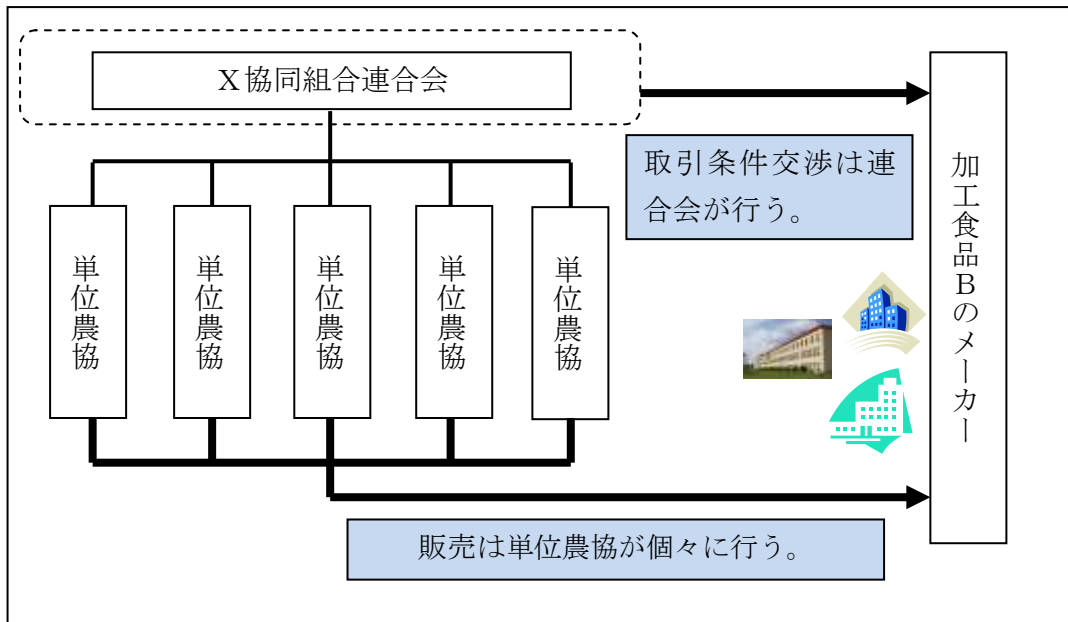 X協同組合連合会
取引条件交渉は連
合会が行う。
単位農協
単位農協
単位農協
単位農協
単位農協
加工食品Bのメーカー
販売は単位農協が個々に行う。